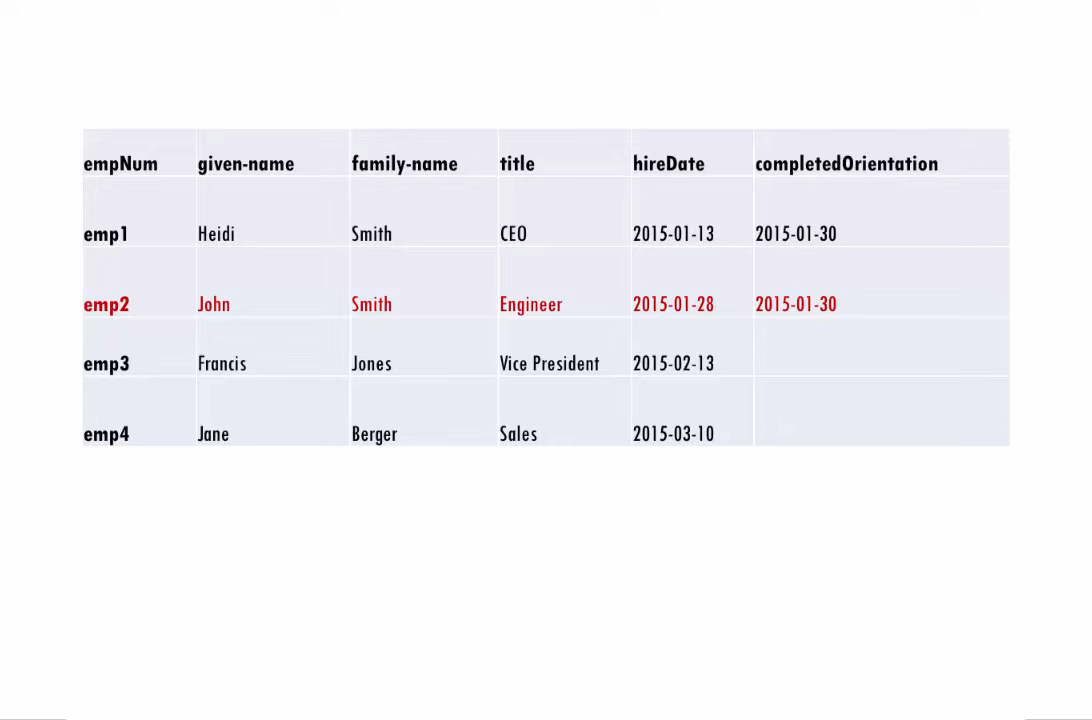 empNum given-name family-name title hireDate completedOrientation
emp1 Heidi Smith CEO 2015-01-13 2015-01-30
emp2 John Smith Engineer 2015-01-28 2015-01-30
emp3 Francis Jones Vice President 2015-02-13
emp4 Jane Berger Sales 2015-03-10